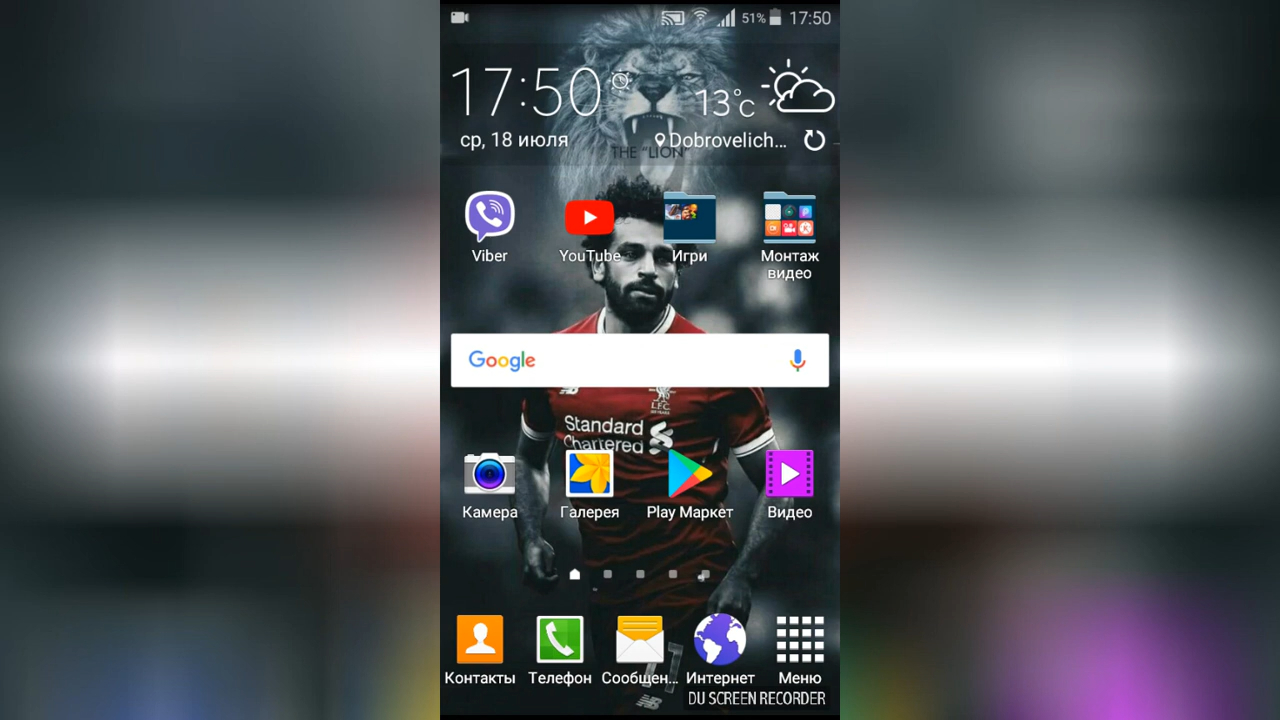 51% 17:50
17:50 13°C
ср, 18 июля Dobrovelich...
THE "LION"
Viber YouTube Игри Монтаж видео
Google
LFC
Standard
Chartered
Камера Галерея Play Маркет Видео
Контакты Телефон Сообщен... Интернет Меню
DU SCREEN RECORDER